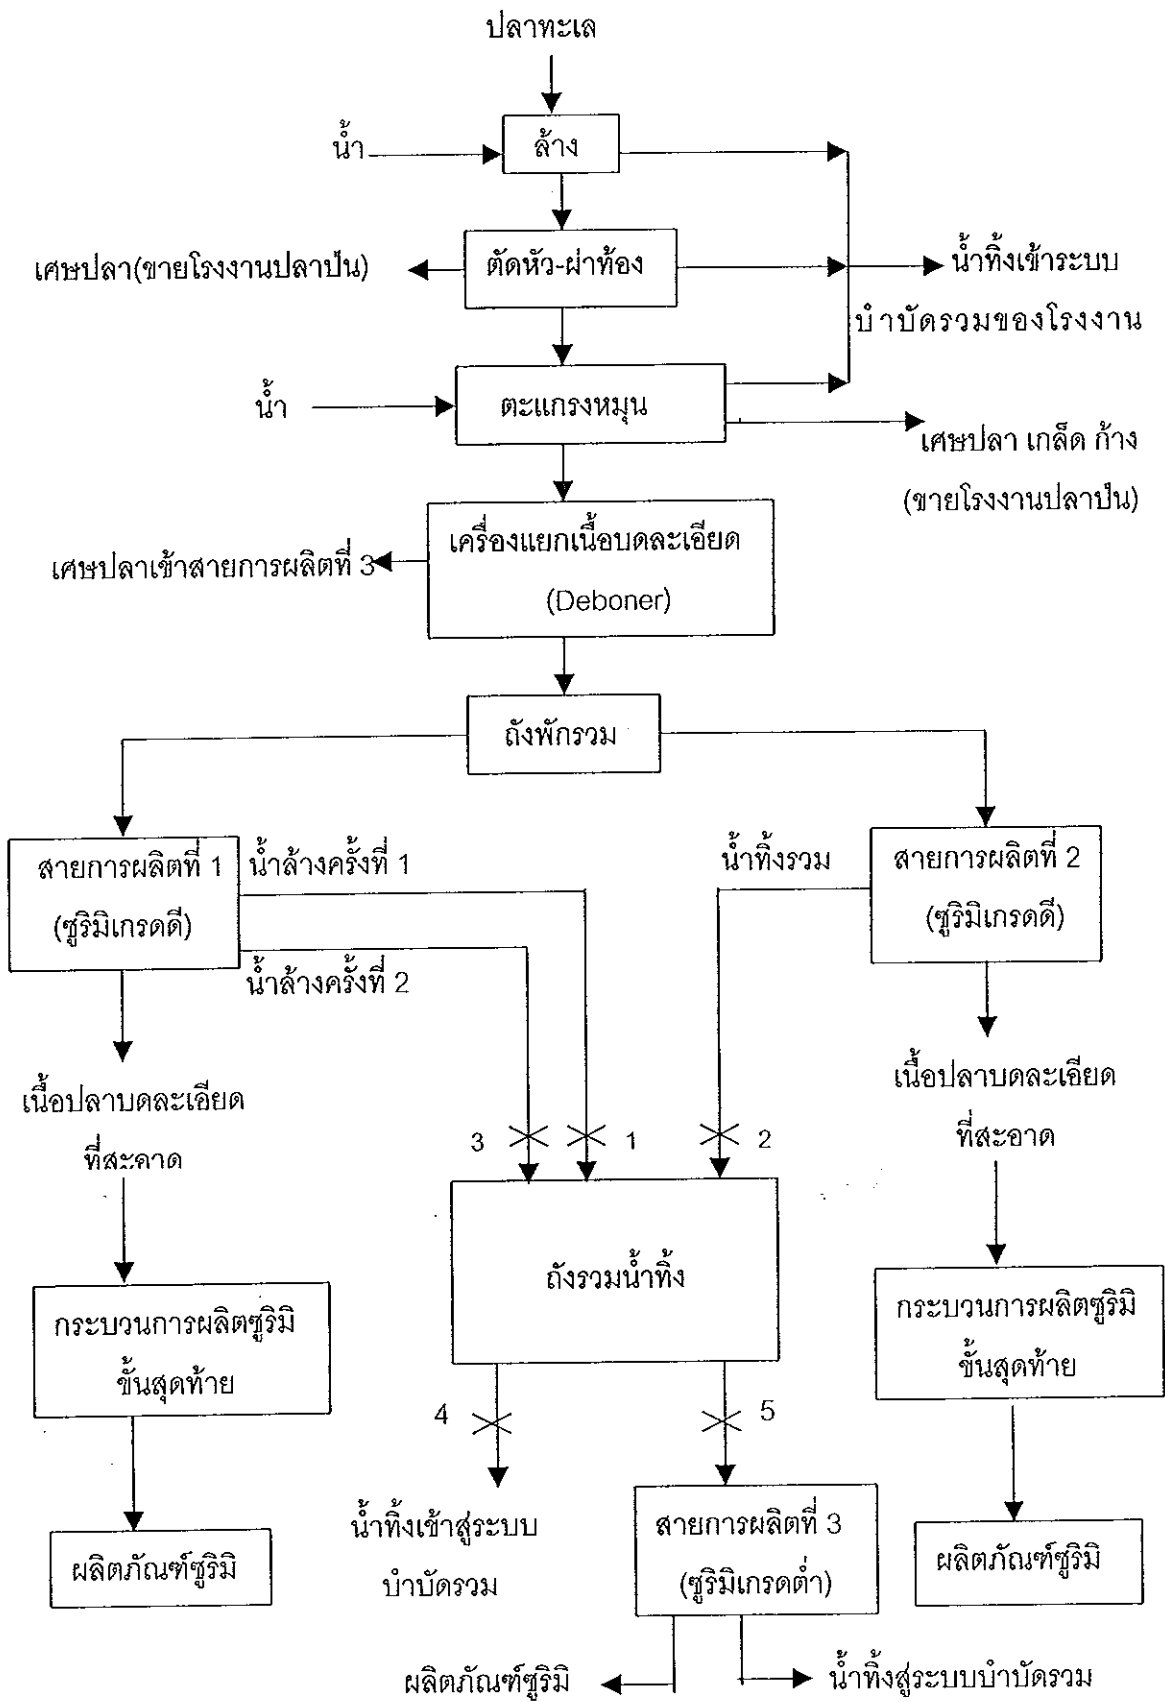 ปลาทะเล
น้ำ
ล้าง
เศษปลา(ขายโรงงานปลาป่น)
ตัดหัว-ผ่าท้อง
น้ำทิ้งเข้าระบบ
บำบัดรวมของโรงงาน
น้ำ
ตะแกรงหมุน
เศษปลา เกล็ด ก้าง
(ขายโรงงานปลาป่น)
เศษปลาเข้าสายการผลิตที่ 3
เครื่องแยกเนื้อบดละเอียด
(Deboner)
ถังพักรวม
สายการผลิตที่ 1
(ซูริมิเกรดดี)
น้ำล้างครั้งที่ 1
น้ำล้างครั้งที่ 2
น้ำทิ้งรวม
สายการผลิตที่ 2
(ซูริมิเกรดดี)
เนื้อปลาบดละเอียด
ที่สะอาด
เนื้อปลาบดละเอียด
ที่สะอาด
3
1
2
ถังรวมน้ำทิ้ง
กระบวนการผลิตซูริมิ
ขั้นสุดท้าย
กระบวนการผลิตซูริมิ
ขั้นสุดท้าย
4
5
น้ำทิ้งเข้าสู่ระบบ
บำบัดรวม
สายการผลิตที่ 3
(ซูริมิเกรดต่ำ)
ผลิตภัณฑ์ซูริมิ
ผลิตภัณฑ์ซูริมิ
ผลิตภัณฑ์ซูริมิ
น้ำทิ้งสู่ระบบบำบัดรวม